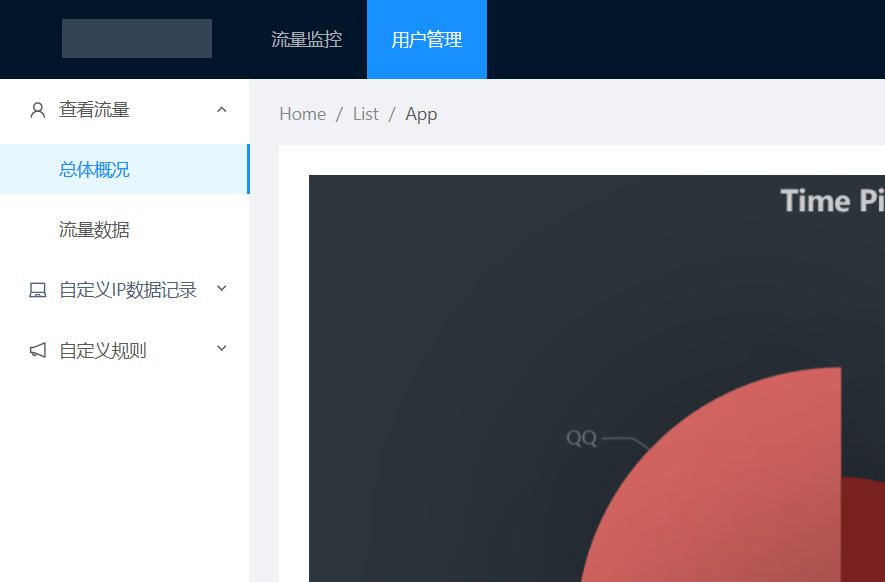 流量监控 用户管理
查看流量
Home / List / App
总体概况
Time Pi
流量数据
自定义IP数据记录
自定义规则
QQ